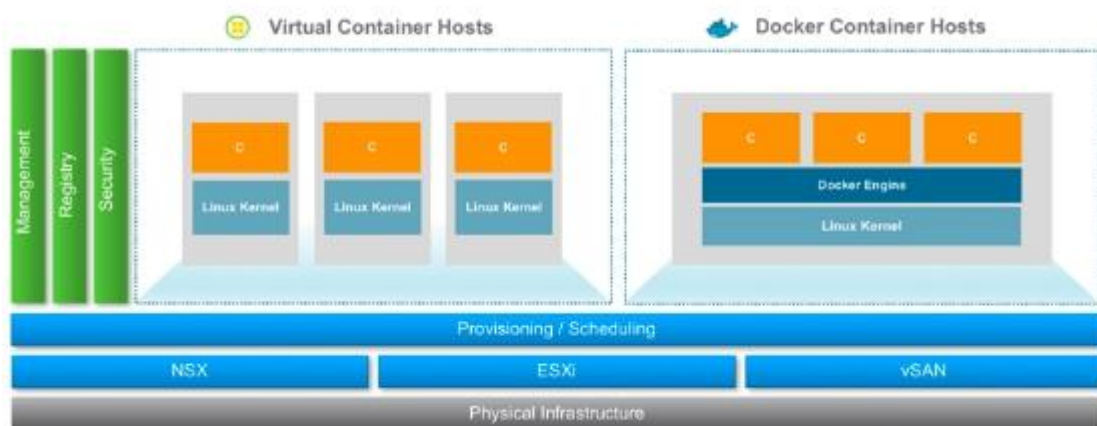 Virtual Container Hosts
Docker Container Hosts
Management
Registry
Security
C
C
C
Linux Kernel
Linux Kernel
Linux Kernel
C
C
C
Docker Engine
Linux Kernel
Provisioning / Scheduling
NSX
ESXi
vSAN
Physical Infrastructure